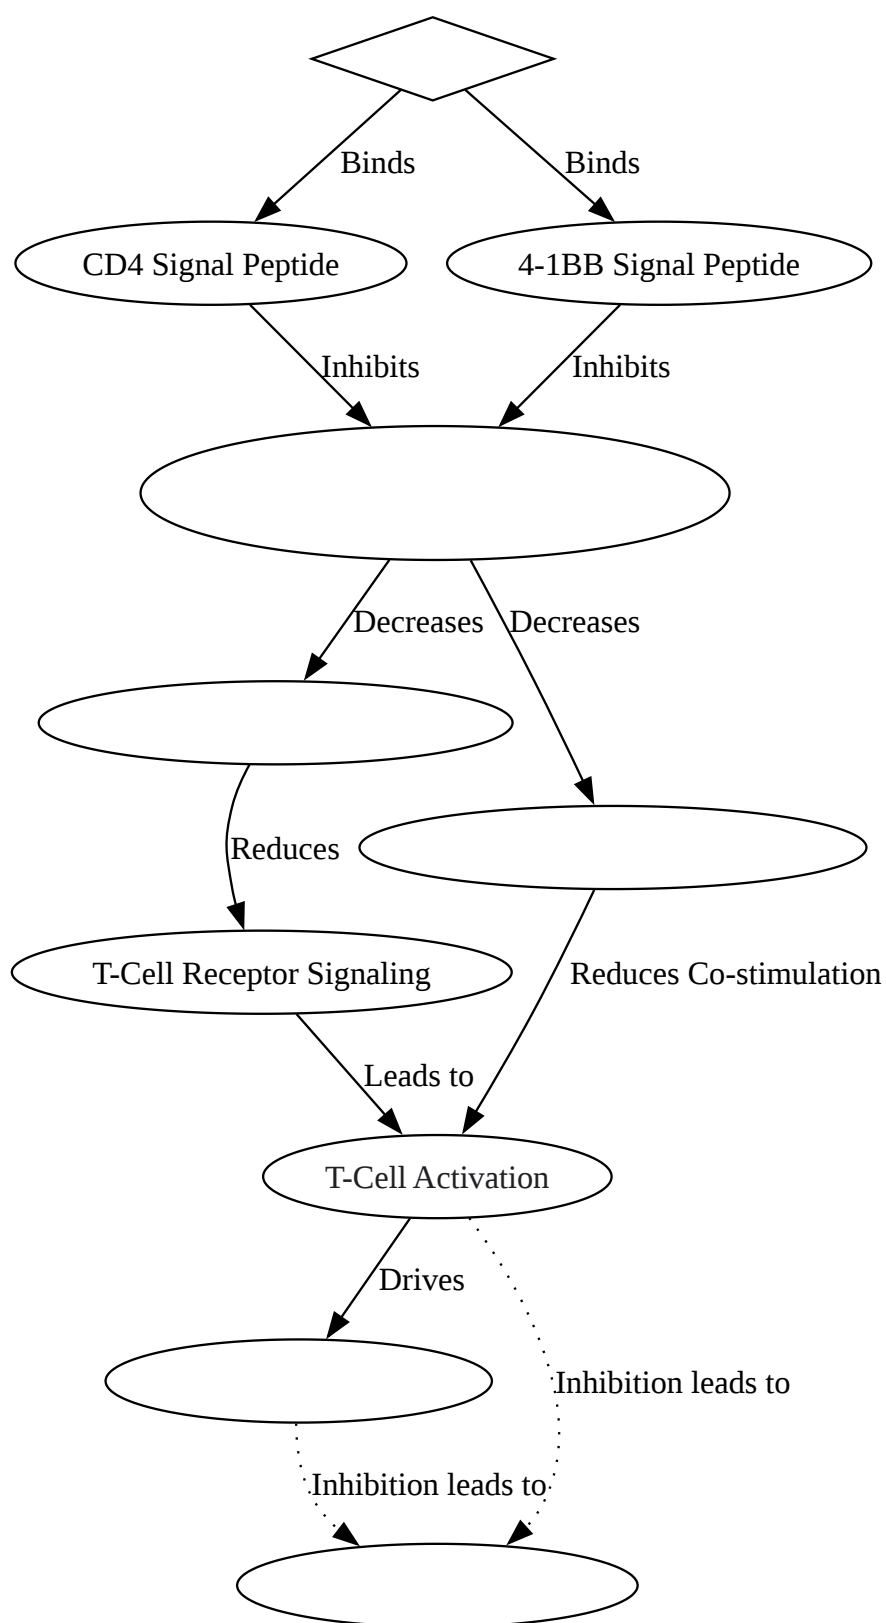 Binds
Binds
CD4 Signal Peptide
4-1BB Signal Peptide
Inhibits
Inhibits
Decreases
Decreases
Reduces
T-Cell Receptor Signaling
Reduces Co-stimulation
Leads to
T-Cell Activation
Drives
Inhibition leads to
Inhibition leads to